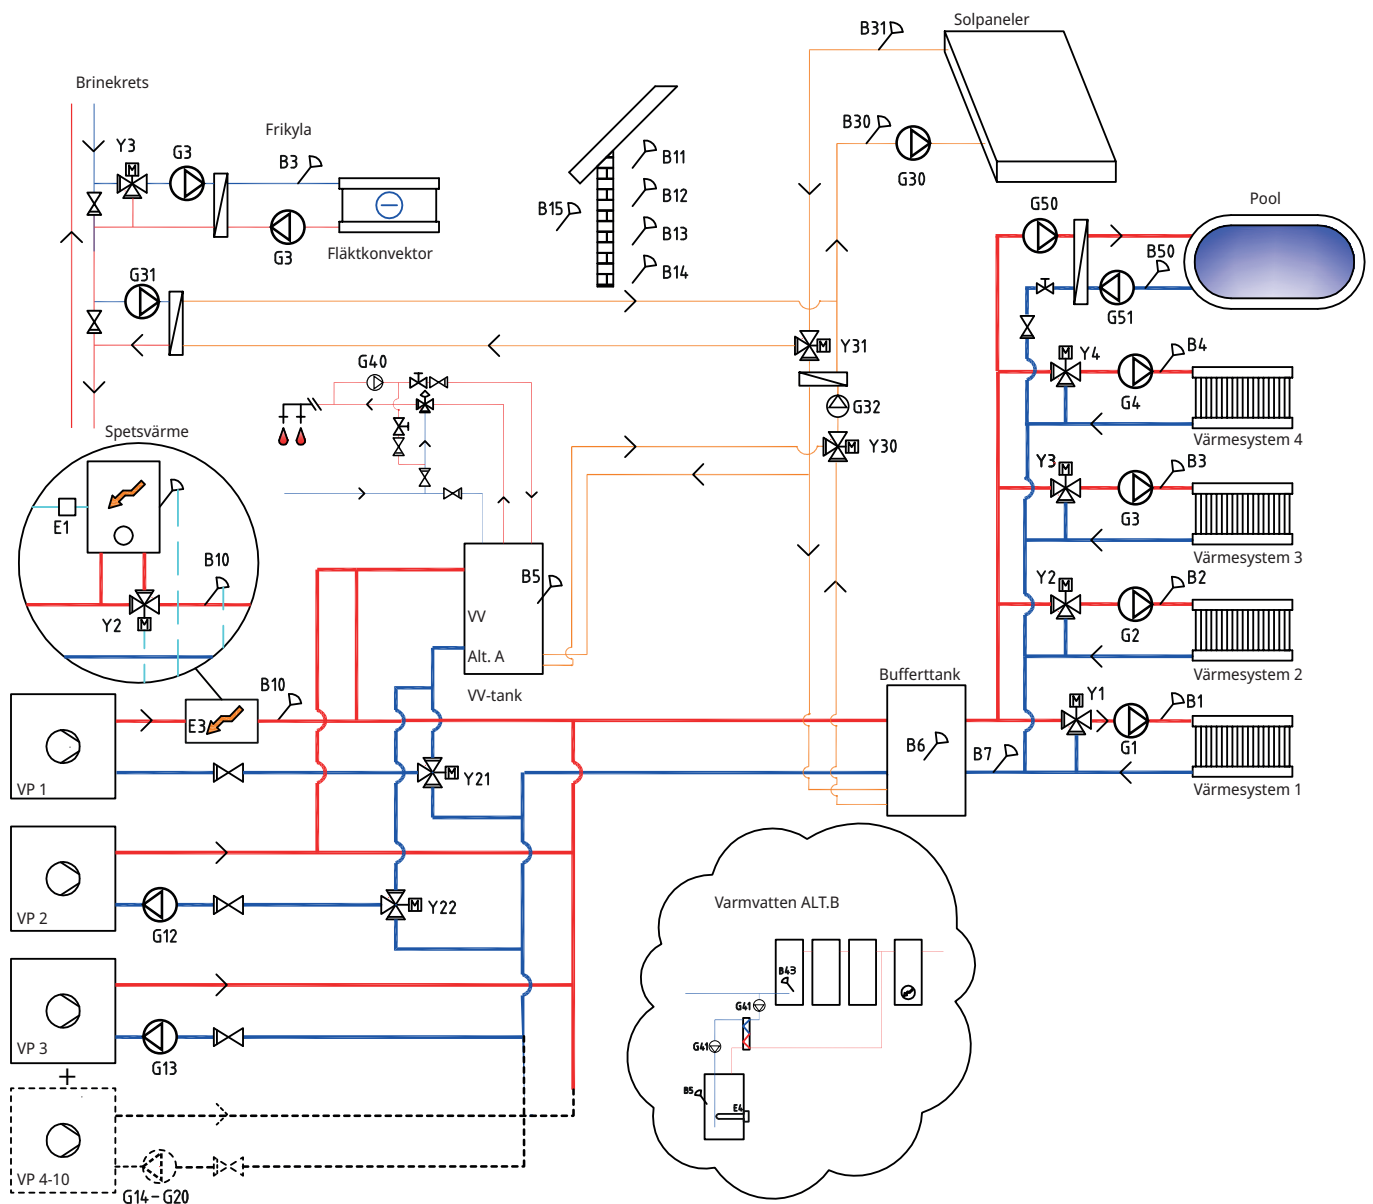 Solpaneler
B31
Brinekrets
B30
Frikyla
Y3
G3
B3
B11
G30
B12
Pool
B15
G50
B13
G3
Fläktkonvektor
B50
B14
G31
G51
Y31
Y4
B4
G40
G32
G4
Spetsvärme
Värmesystem 4
Y30
Y3
B3
E1
G3
B10
Värmesystem 3
B5
Y2
B2
VV
Y2
G2
Alt. A
Bufferttank
Värmesystem 2
VV-tank
B10
Y1
B1
E3
B6
B7
G1
Y21
VP 1
Värmesystem 1
Varmvatten ALT.B
Y22
VP 2
G12
B43
G41
G41
VP 3
G13
+
B5
E4
VP 4-10
G14-G20
M
M
M
M
M
M
M
M
M
M